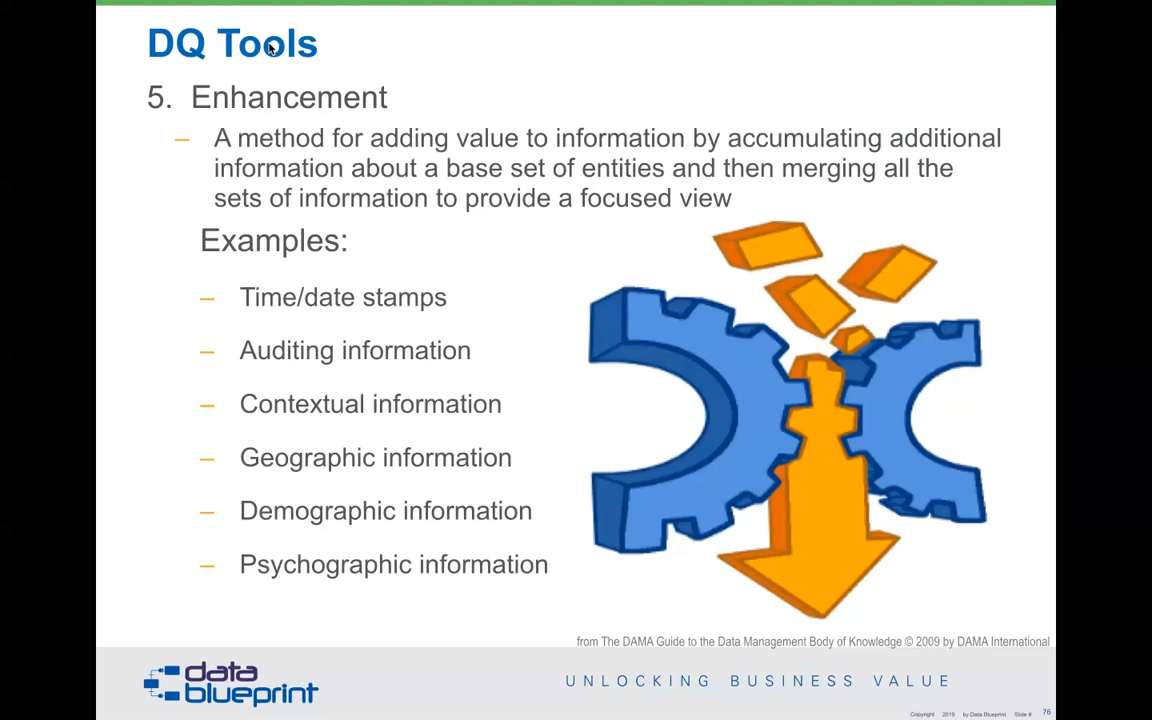 DQ Tools
5. Enhancement
– A method for adding value to information by accumulating additional
information about a base set of entities and then merging all the
sets of information to provide a focused view
Examples:
– Time/date stamps
– Auditing information
– Contextual information
– Geographic information
– Demographic information
– Psychographic information
from The DAMA Guide to the Data Management Body of Knowledge © 2009 by DAMA International
data
blueprint
UNLOCKING BUSINESS VALUE
Copyright 2019 by Data Blueprint Slide # 76